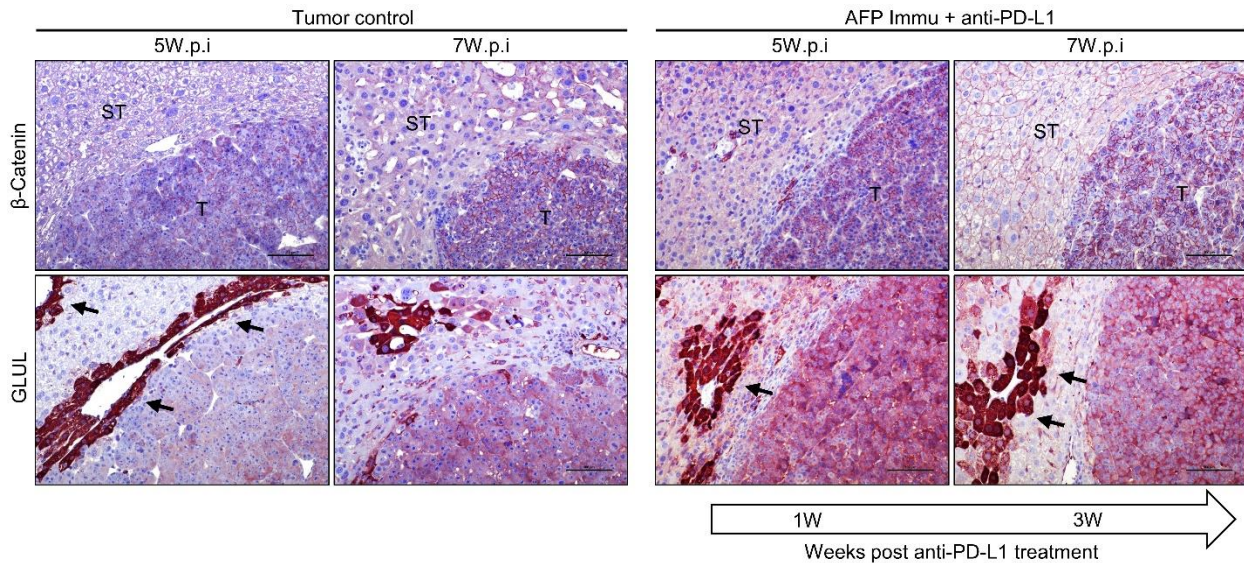 Tumor control
AFP Immu + anti-PD-L1
5W.p.i
7W.p.i
5W.p.i
7W.p.i
β-Catenin
ST
T
ST
T
ST
T
ST
T
GLUL
1W
3W
Weeks post anti-PD-L1 treatment